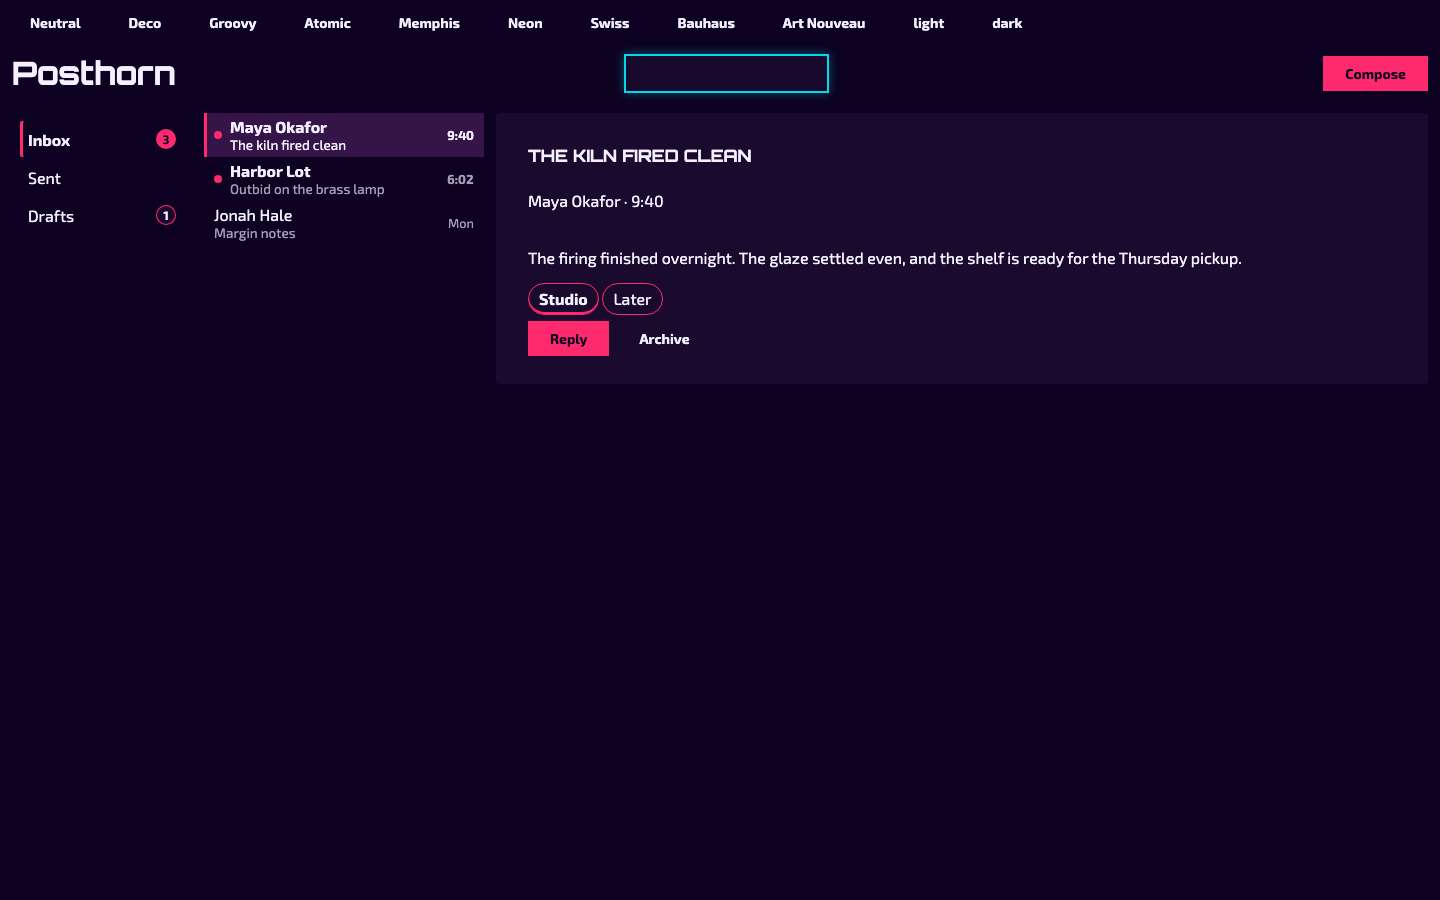 Neutral Deco Groovy Atomic Memphis Neon Swiss Bauhaus Art Nouveau light dark
Posthorn
Compose
Inbox 3
Sent
Drafts 1
Maya Okafor 9:40
The kiln fired clean
Harbor Lot 6:02
Outbid on the brass lamp
Jonah Hale Mon
Margin notes
THE KILN FIRED CLEAN
Maya Okafor · 9:40
The firing finished overnight. The glaze settled even, and the shelf is ready for the Thursday pickup.
Studio Later
Reply Archive